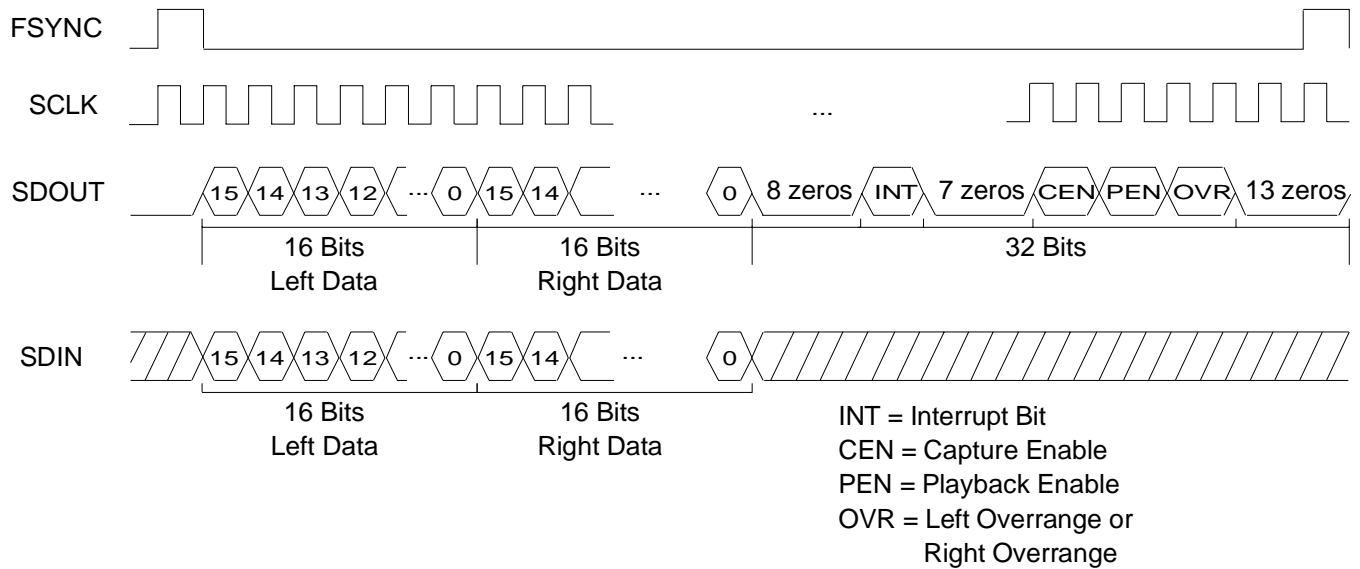 FSYNC
SCLK
...
SDOUT
15 14 13 12 ... 0 15 14 ... 0 8 zeros INT 7 zeros CEN PEN OVR 13 zeros
16 Bits
Left Data
16 Bits
Right Data
32 Bits
SDIN
15 14 13 12 ... 0 15 14 ... 0
16 Bits
Left Data
16 Bits
Right Data
INT = Interrupt Bit
CEN = Capture Enable
PEN = Playback Enable
OVR = Left Overrange or
Right Overrange